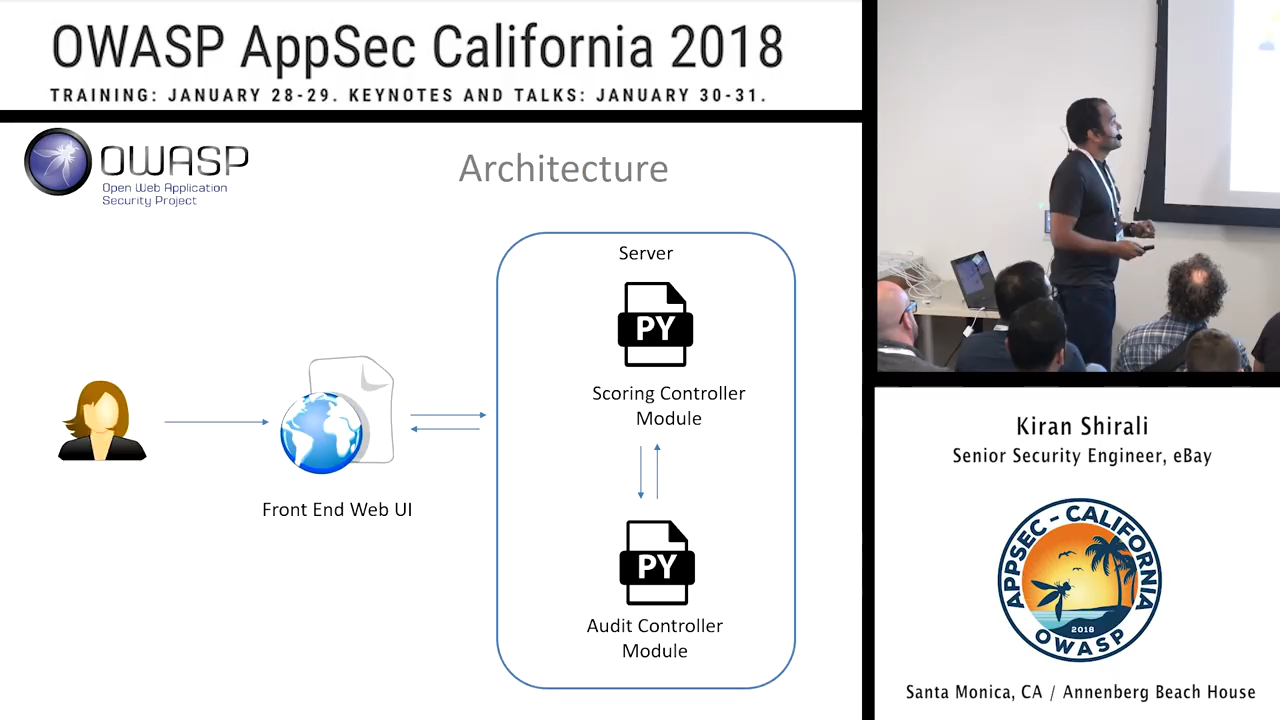 OWASP AppSec California 2018
TRAINING: JANUARY 28-29. KEYNOTES AND TALKS: JANUARY 30-31.
OWASP
Open Web Application
Security Project
Architecture
Server
PY
Scoring Controller
Module
Front End Web UI
PY
Audit Controller
Module
Kiran Shirali
Senior Security Engineer, eBay
APPSEC - CALIFORNIA
2018
OWASP
Santa Monica, CA / Annenberg Beach House